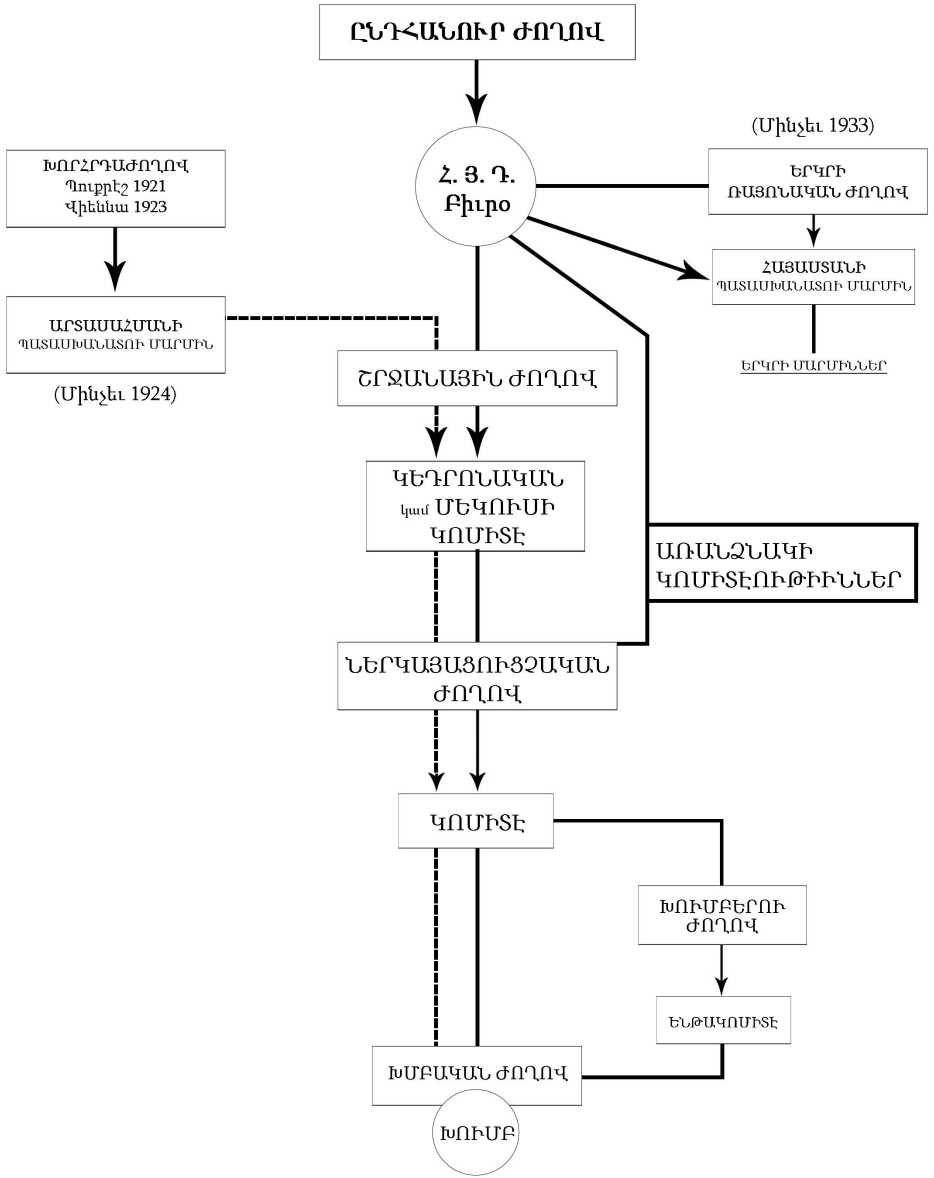 ԸՆԴՀԱՆՈՒՐ ԺՈՂՈՎ
Հ. Յ. Դ.
Բիւրօ
(Մինչեւ 1933)
ԵՐԿՐԻ
ՌԱՅՈՆԱԿԱՆ ԺՈՂՈՎ
ԽՈՐՀՐԴԱԺՈՂՈՎ
Պուքրէշ 1921
Վիեննա 1923
ՀԱՅԱՍՏԱՆԻ
ՊԱՏԱՍԽԱՆԱՏՈՒ ՄԱՐՄԻՆ
ԵՐԿՐԻ ՄԱՐՄԻՆՆԵՐ
ԱՐՏԱՍԱՀՄԱՆԻ
ՊԱՏԱՍԽԱՆԱՏՈՒ ՄԱՐՄԻՆ
(Մինչեւ 1924)
ՇՐՋԱՆԱՅԻՆ ԺՈՂՈՎ
ԿԵԴՐՈՆԱԿԱՆ
կամ ՄԵԿՈՒՍԻ
ԿՈՄԻՏԷ
ԱՌԱՆՁՆԱԿԻ
ԿՈՄԻՏԷՈՒԹԻՒՆՆԵՐ
ՆԵՐԿԱՅԱՑՈՒՑՉԱԿԱՆ
ԺՈՂՈՎ
ԿՈՄԻՏԷ
ԽՈՒՄԲԵՐՈՒ
ԺՈՂՈՎ
ԵՆԹԱԿՈՄԻՏԷ
ԽՄԲԱԿԱՆ ԺՈՂՈՎ
ԽՈՒՄԲ